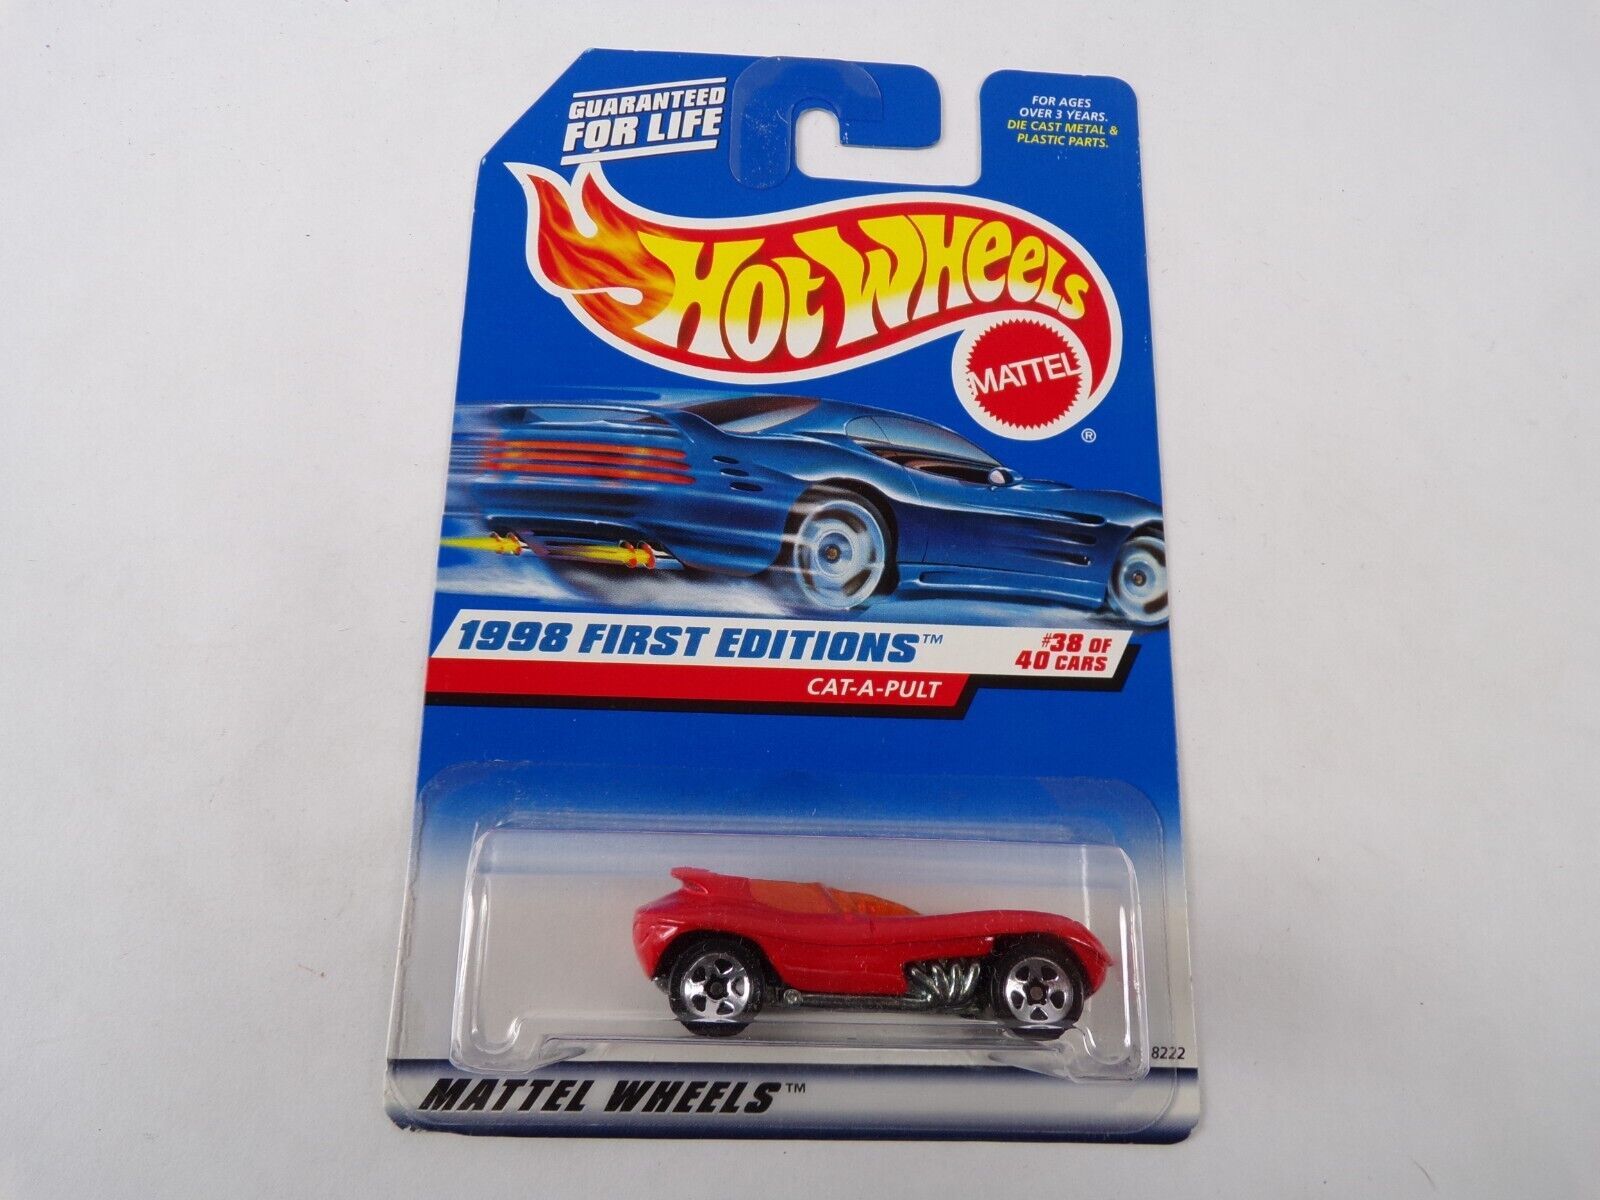 GUARANTEED
FOR LIFE
FOR AGES
OVER 3 YEARS.
DIE CAST METAL &
PLASTIC PARTS.
HOT WHEELS
MATTEL
®
1998 FIRST EDITIONS™
#38 OF
40 CARS
CAT-A-PULT
8222
MATTEL WHEELS™